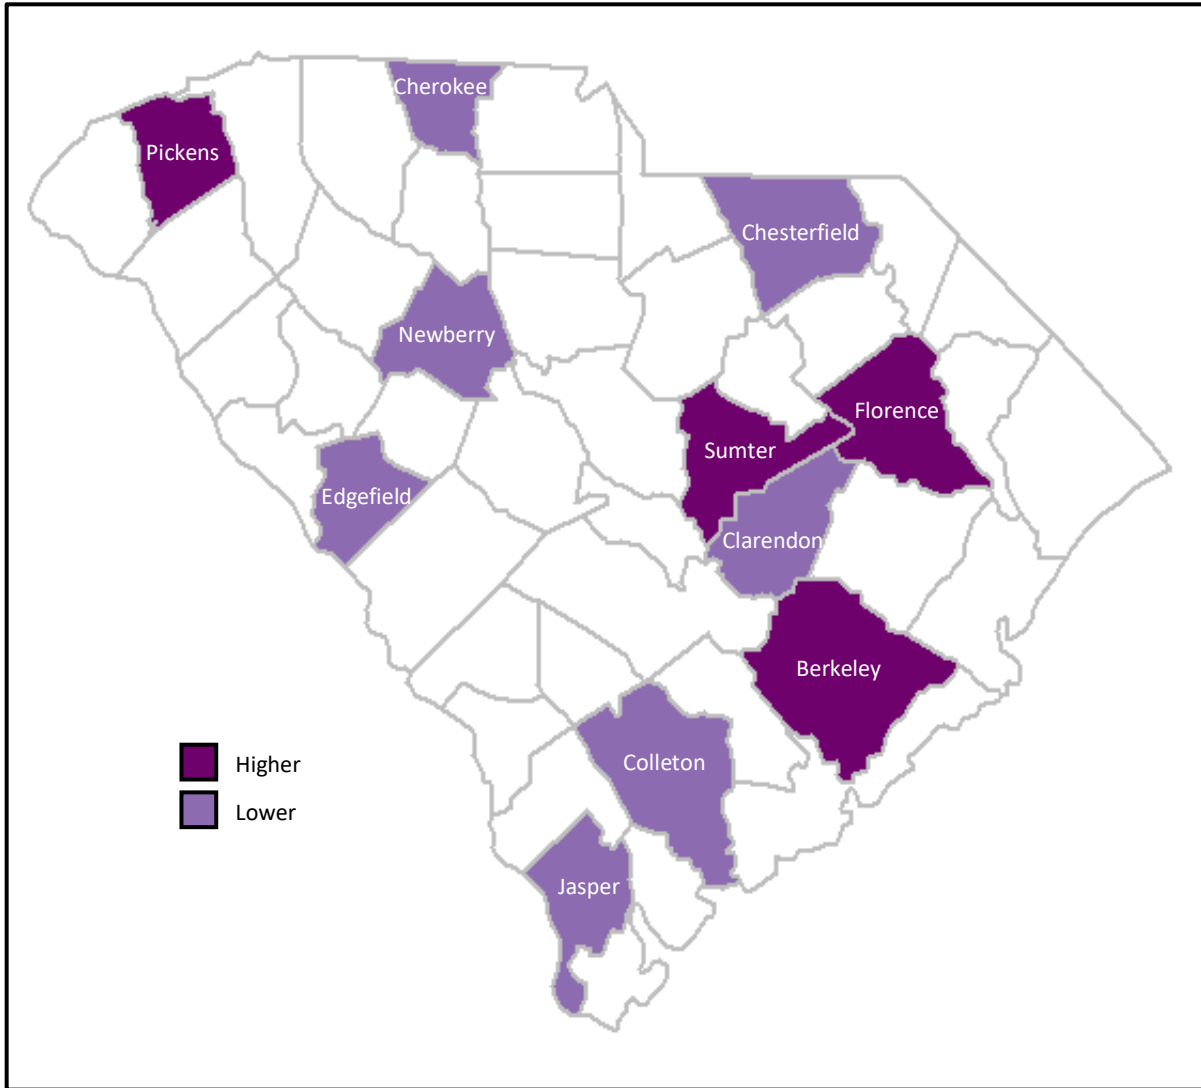 Cherokee
Pickens
Chesterfield
Newberry
Florence
Sumter
Edgefield
Clarendon
Berkeley
Colleton
Higher
Lower
Jasper